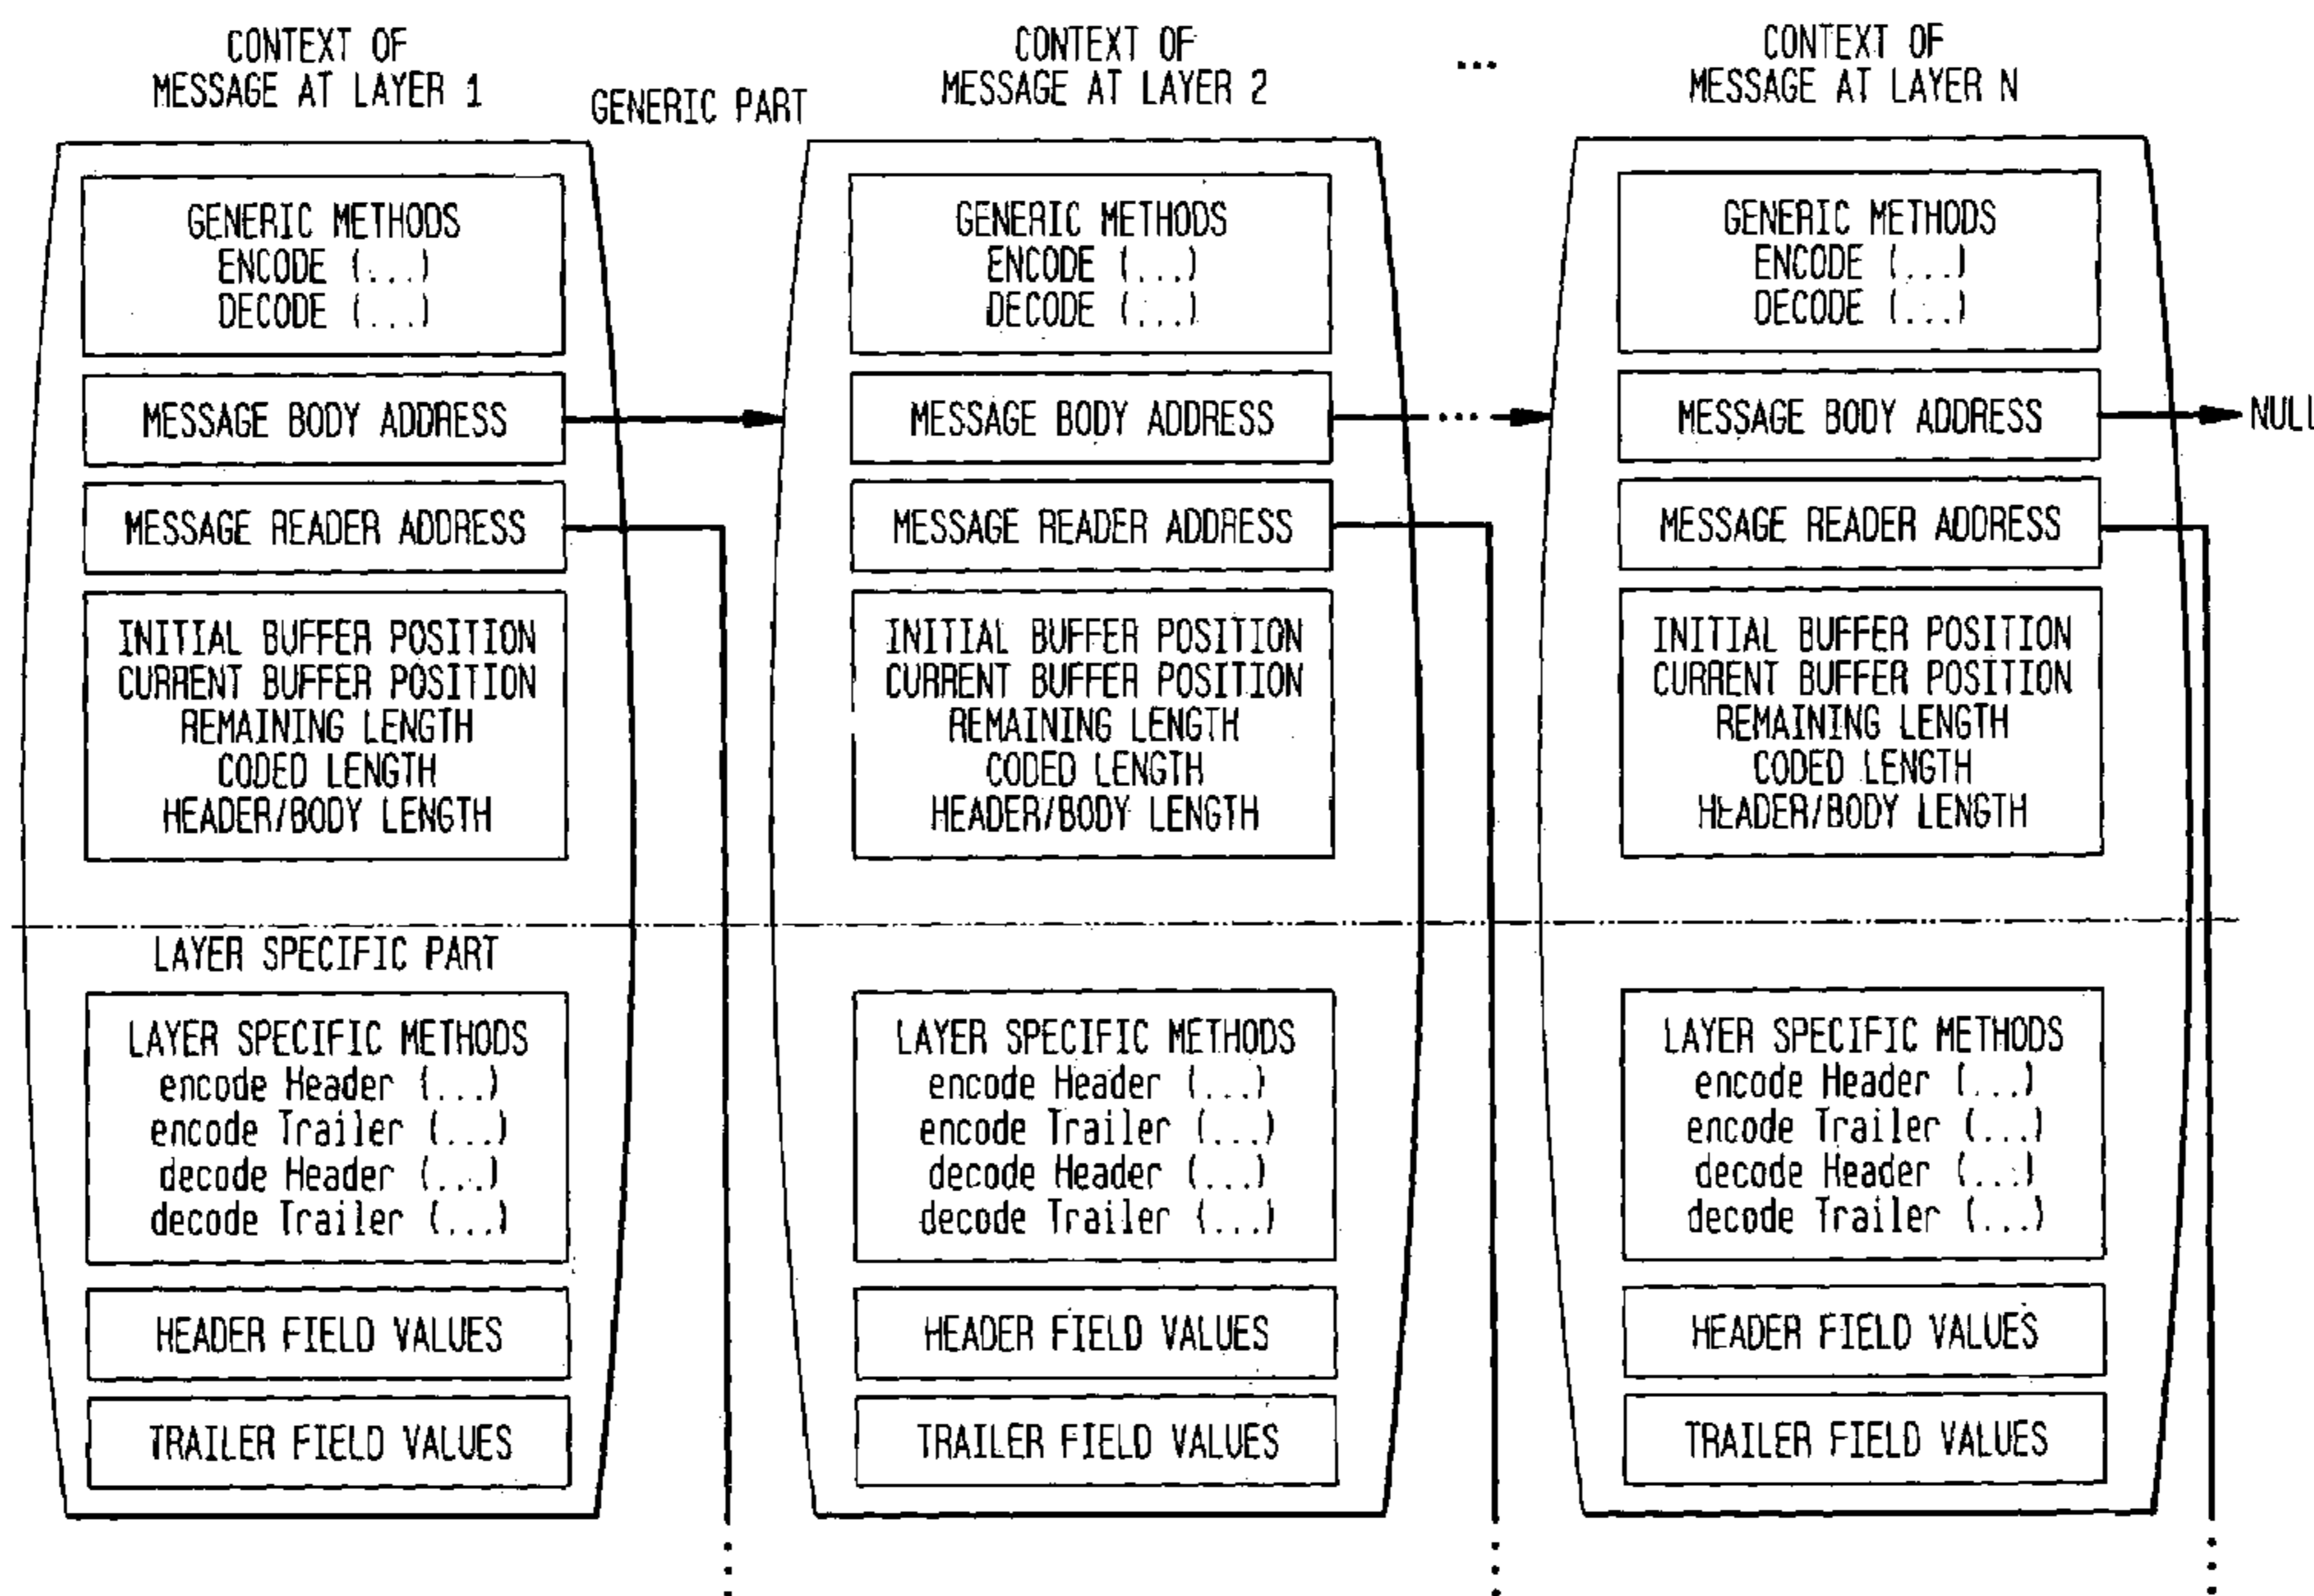 CONTEXT OF
MESSAGE AT LAYER 1
GENERIC PART
CONTEXT OF
MESSAGE AT LAYER 2
...
CONTEXT OF
MESSAGE AT LAYER N
GENERIC METHODS
ENCODE (...)
DECODE (...)
MESSAGE BODY ADDRESS
MESSAGE READER ADDRESS
INITIAL BUFFER POSITION
CURRENT BUFFER POSITION
REMAINING LENGTH
CODED LENGTH
HEADER/BODY LENGTH
LAYER SPECIFIC PART
LAYER SPECIFIC METHODS
encode Header (...)
encode Trailer (...)
decode Header (...)
decode Trailer (...)
HEADER FIELD VALUES
TRAILER FIELD VALUES
GENERIC METHODS
ENCODE (...)
DECODE (...)
MESSAGE BODY ADDRESS
...
MESSAGE READER ADDRESS
INITIAL BUFFER POSITION
CURRENT BUFFER POSITION
REMAINING LENGTH
CODED LENGTH
HEADER/BODY LENGTH
LAYER SPECIFIC METHODS
encode Header (...)
encode Trailer (...)
decode Header (...)
decode Trailer (...)
HEADER FIELD VALUES
TRAILER FIELD VALUES
GENERIC METHODS
ENCODE (...)
DECODE (...)
MESSAGE BODY ADDRESS
NULL
MESSAGE READER ADDRESS
INITIAL BUFFER POSITION
CURRENT BUFFER POSITION
REMAINING LENGTH
CODED LENGTH
HEADER/BODY LENGTH
LAYER SPECIFIC METHODS
encode Header (...)
encode Trailer (...)
decode Header (...)
decode Trailer (...)
HEADER FIELD VALUES
TRAILER FIELD VALUES